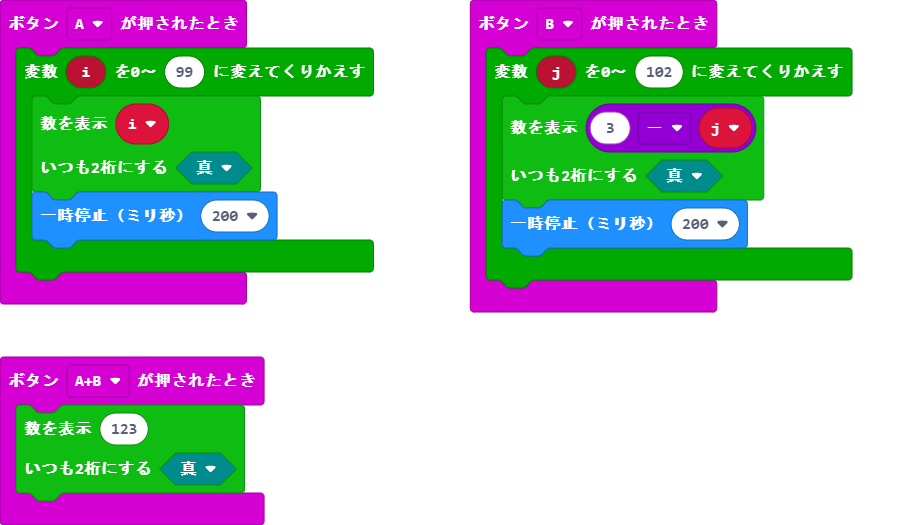 ボタン A が押されたとき
変数 i を0～ 99 に変えてくりかえす
数を表示 i
いつも2桁にする 真
一時停止（ミリ秒） 200
ボタン B が押されたとき
変数 j を0～ 102 に変えてくりかえす
数を表示 3 － j
いつも2桁にする 真
一時停止（ミリ秒） 200
ボタン A+B が押されたとき
数を表示 123
いつも2桁にする 真